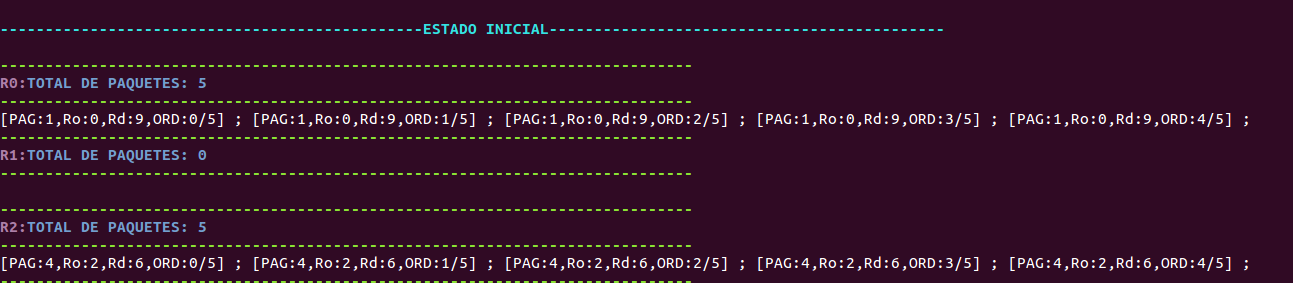 -----------------------------------------------ESTADO INICIAL--------------------------------------------
-----------------------------------------------------------------------------
R0:TOTAL DE PAQUETES: 5
-----------------------------------------------------------------------------
[PAG:1,Ro:0,Rd:9,ORD:0/5] ; [PAG:1,Ro:0,Rd:9,ORD:1/5] ; [PAG:1,Ro:0,Rd:9,ORD:2/5] ; [PAG:1,Ro:0,Rd:9,ORD:3/5] ; [PAG:1,Ro:0,Rd:9,ORD:4/5] ;
-----------------------------------------------------------------------------
R1:TOTAL DE PAQUETES: 0
-----------------------------------------------------------------------------
-----------------------------------------------------------------------------
R2:TOTAL DE PAQUETES: 5
-----------------------------------------------------------------------------
[PAG:4,Ro:2,Rd:6,ORD:0/5] ; [PAG:4,Ro:2,Rd:6,ORD:1/5] ; [PAG:4,Ro:2,Rd:6,ORD:2/5] ; [PAG:4,Ro:2,Rd:6,ORD:3/5] ; [PAG:4,Ro:2,Rd:6,ORD:4/5] ;
-----------------------------------------------------------------------------